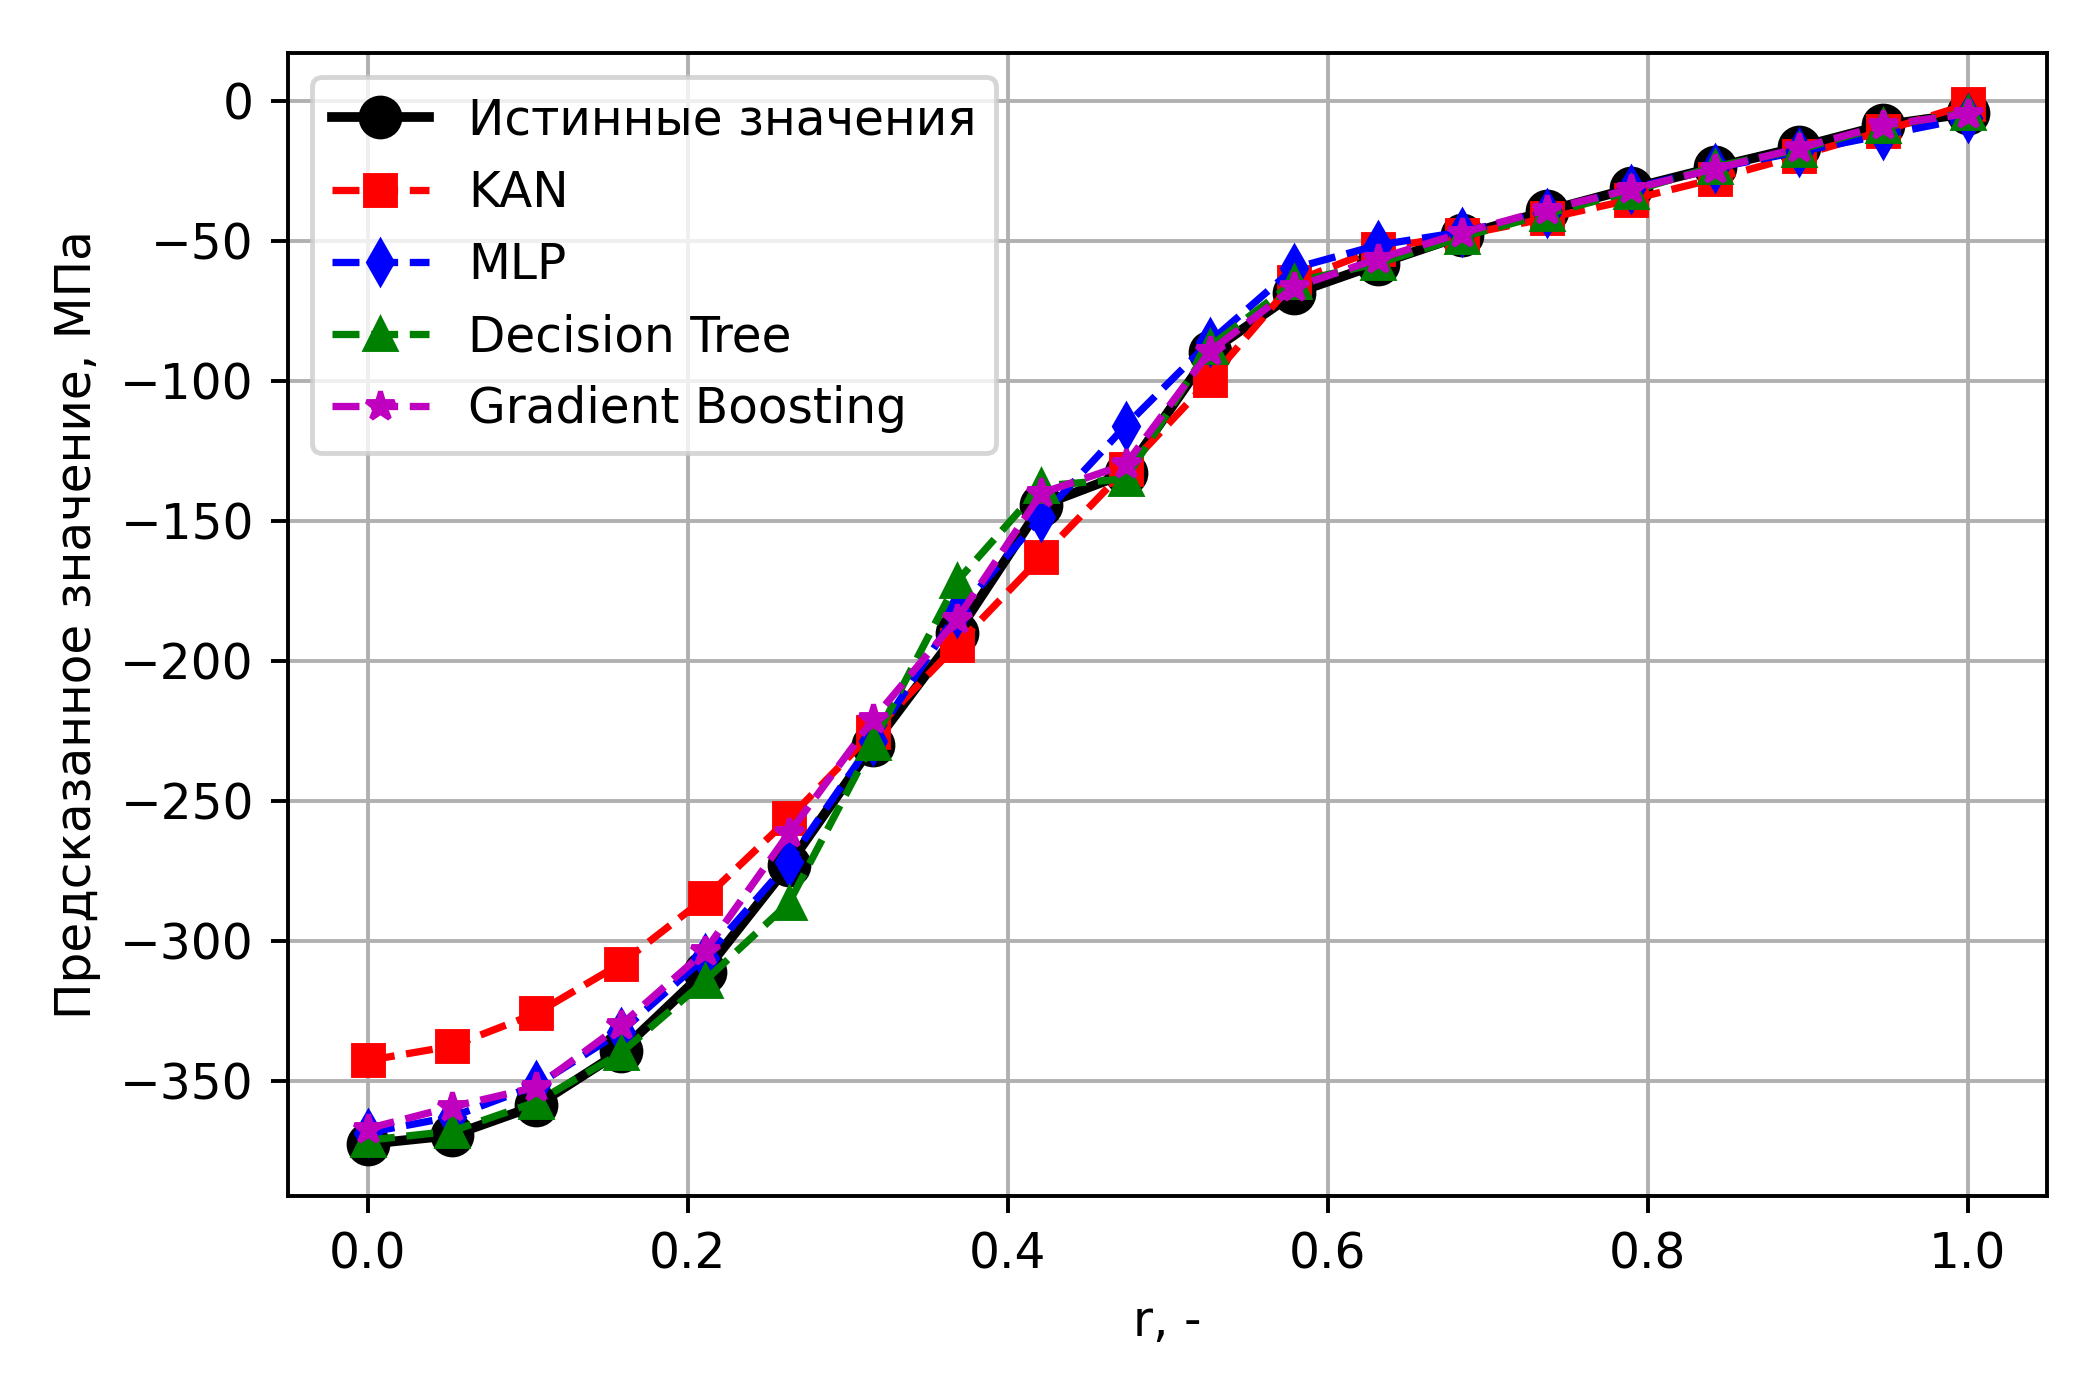 Истинные значения
KAN
MLP
Decision Tree
Gradient Boosting
Предсказанное значение, МПа
0
−50
−100
−150
−200
−250
−300
−350
0.0 0.2 0.4 0.6 0.8 1.0
r, -